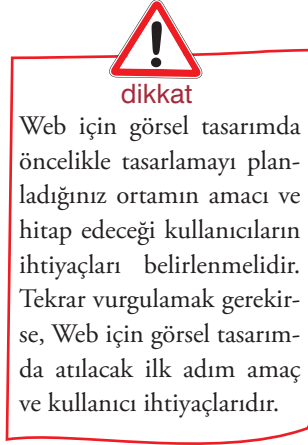 dikkat
Web için görsel tasarımda
öncelikle tasarlamayı plan-
ladığınız ortamın amacı ve
hitap edeceği kullanıcıların
ihtiyaçları belirlenmelidir.
Tekrar vurgulamak gerekir-
se, Web için görsel tasarım-
da atılacak ilk adım amaç
ve kullanıcı ihtiyaçlarıdır.